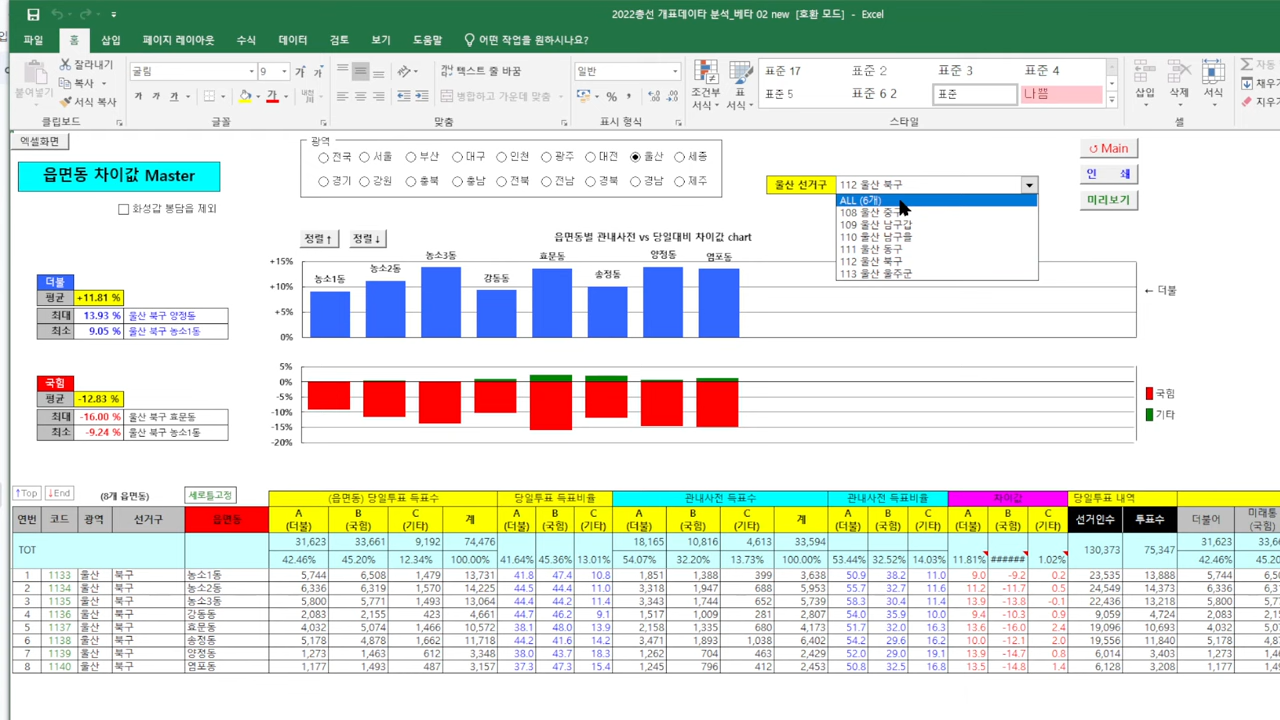 2022총선 개표데이타 분석_베타 02 new [호환 모드] - Excel
파일 홈 삽입 페이지 레이아웃 수식 데이터 검토 보기 도움말 어떤 작업을 원하시나요?
잘라내기 굴림 9 가 가 텍스트 줄 바꿈 일반 표준 17 표준 2 표준 3 표준 4
붙여넣기 복사 서식 복사 가 가 가 가 내천 병합하고 가운데 맞춤 % , 조건부 서식 표 서식 표준 5 표준 6 2 표준 나쁨 삽입 삭제 서식 자동 채우 지우
클립보드 글꼴 맞춤 표시 형식 스타일 셀
엑셀화면
광역
전국 서울 부산 대구 인천 광주 대전 울산 세종
경기 강원 충북 충남 전북 전남 경북 경남 제주
읍면동 차이값 Master
화성갑 봉담읍 제외
울산 선거구 112 울산 북구
ALL (6개)
108 울산 중구
109 울산 남구갑
110 울산 남구을
111 울산 동구
112 울산 북구
113 울산 울주군
↺ Main
인 쇄
미리보기
정렬↑ 정렬↓ 읍면동별 관내사전 vs 당일대비 차이값 chart
+15%
+10%
+5%
0%
농소1동 농소2동 농소3동 강동동 효문동 송정동 양정동 염포동
← 더불
더불
평균 +11.81 %
최대 13.93 % 울산 북구 양정동
최소 9.05 % 울산 북구 농소1동
5%
0%
-5%
-10%
-15%
-20%
국힘
기타
국힘
평균 -12.83 %
최대 -16.00 % 울산 북구 효문동
최소 -9.24 % 울산 북구 농소1동
↑Top ↓End (8개 읍면동) 세로틀고정
(읍면동) 당일투표 득표수 당일투표 득표비율 관내사전 득표수 관내사전 득표비율 차이값 당일투표 내역
연번 코드 광역 선거구 읍면동 A (더불) B (국힘) C (기타) 계 A (더불) B (국힘) C (기타) A (더불) B (국힘) C (기타) 계 A (더불) B (국힘) C (기타) A (더불) B (국힘) C (기타) 선거인수 투표수 더불어 미래통 (국힘)
TOT 31,623 33,661 9,192 74,476 18,165 10,816 4,613 33,594 130,373 75,347 31,623 33,66
42.46% 45.20% 12.34% 100.00% 41.64% 45.36% 13.01% 54.07% 32.20% 13.73% 100.00% 53.44% 32.52% 14.03% 11.81% ###### 1.02% 42.46% 45.20
1 1133 울산 북구 농소1동 5,744 6,508 1,479 13,731 41.8 47.4 10.8 1,851 1,388 399 3,638 50.9 38.2 11.0 9.0 -9.2 0.2 23,535 13,888 5,744 6,50
2 1134 울산 북구 농소2동 6,336 6,319 1,570 14,225 44.5 44.4 11.0 3,318 1,947 688 5,953 55.7 32.7 11.6 11.2 -11.7 0.5 24,549 14,373 6,336 6,31
3 1135 울산 북구 농소3동 5,800 5,771 1,493 13,064 44.4 44.2 11.4 3,343 1,744 652 5,739 58.3 30.4 11.4 13.9 -13.8 -0.1 22,436 13,218 5,800 5,77
4 1136 울산 북구 강동동 2,083 2,155 423 4,661 44.7 46.2 9.1 1,517 1,009 281 2,807 54.0 35.9 10.0 9.4 -10.3 0.9 9,059 4,724 2,083 2,15
5 1137 울산 북구 효문동 4,032 5,074 1,466 10,572 38.1 48.0 13.9 2,158 1,335 680 4,173 51.7 32.0 16.3 13.6 -16.0 2.4 19,096 10,693 4,032 5,07
6 1138 울산 북구 송정동 5,178 4,878 1,662 11,718 44.2 41.6 14.2 3,471 1,893 1,038 6,402 54.2 29.6 16.2 10.0 -12.1 2.0 19,556 11,840 5,178 4,87
7 1139 울산 북구 양정동 1,273 1,463 612 3,348 38.0 43.7 18.3 1,262 704 463 2,429 52.0 29.0 19.1 13.9 -14.7 0.8 6,014 3,403 1,273 1,46
8 1140 울산 북구 염포동 1,177 1,493 487 3,157 37.3 47.3 15.4 1,245 796 412 2,453 50.8 32.5 16.8 13.5 -14.8 1.4 6,128 3,208 1,177 1,49